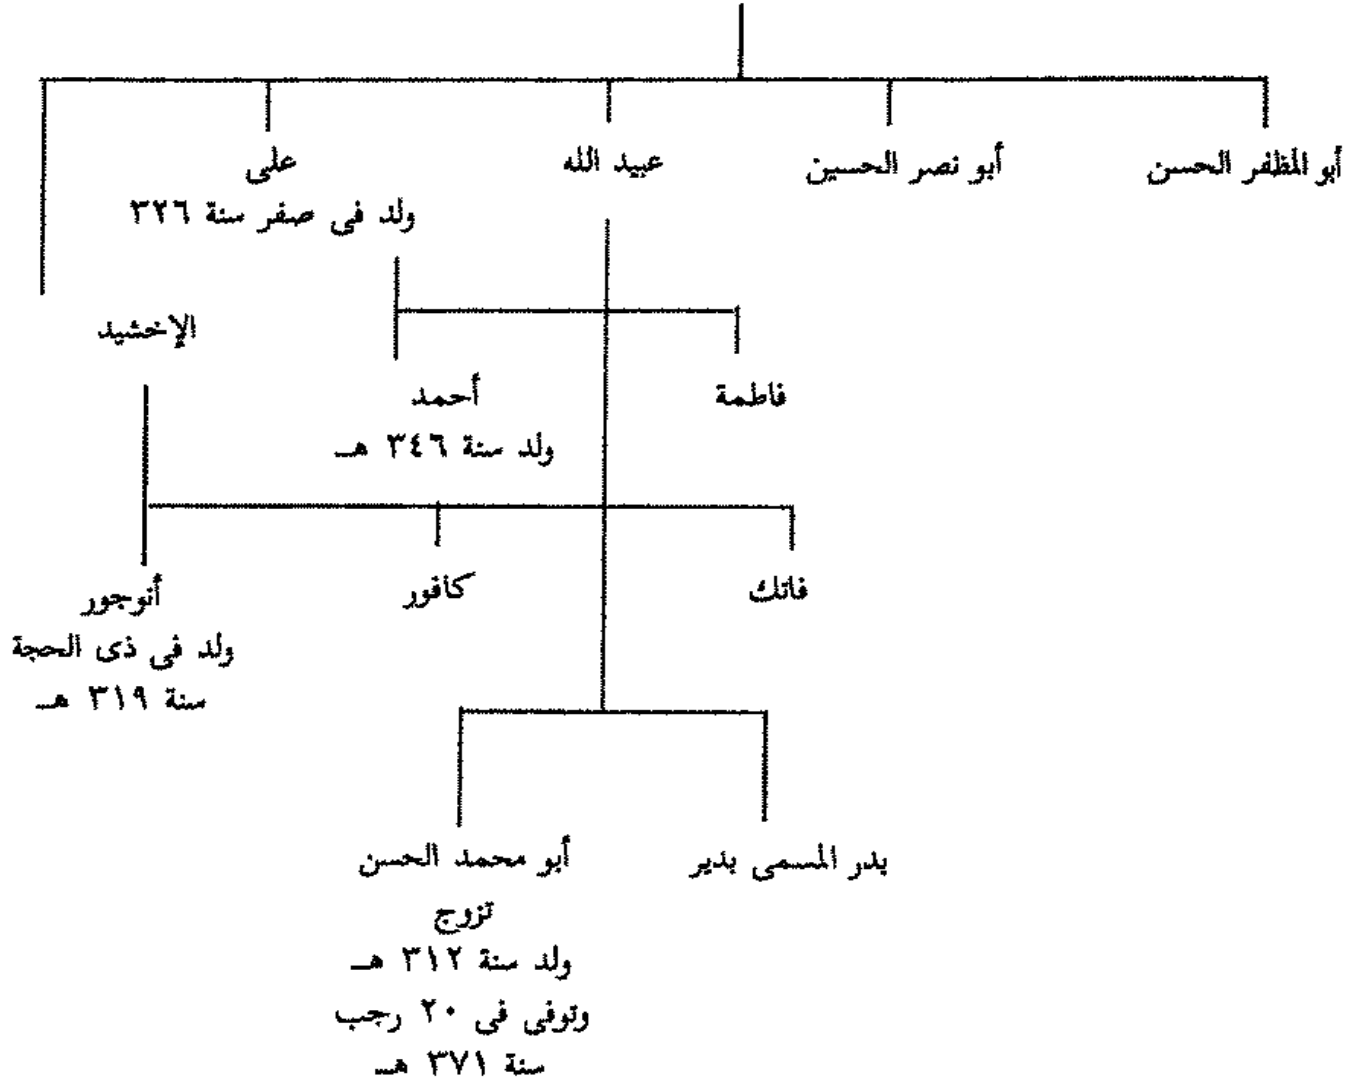 أبو المظفر الحسن
أبو نصر الحسين
عبيد الله
على
ولد فى صفر سنة ٣٢٦
الإخشيد
فاطمة
أحمد
ولد سنة ٣٤٦ هـ
فاتك
كافور
أنوجور
ولد فى ذى الحجة
سنة ٣١٩ هـ
بدر المسمى بدير
أبو محمد الحسن
تزوج
ولد سنة ٣١٢ هـ
وتوفى فى ٢٠ رجب
سنة ٣٧١ هـ